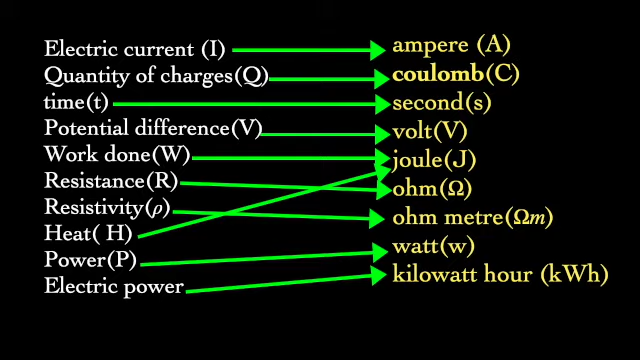 Electric current (I) ampere (A)
Quantity of charges(Q) coulomb(C)
time(t) second(s)
Potential difference(V) volt(V)
Work done(W) joule(J)
Resistance(R) ohm(Ω)
Resistivity(ρ) ohm metre(Ωm)
Heat( H) watt(w)
Power(P) kilowatt hour (kWh)
Electric power